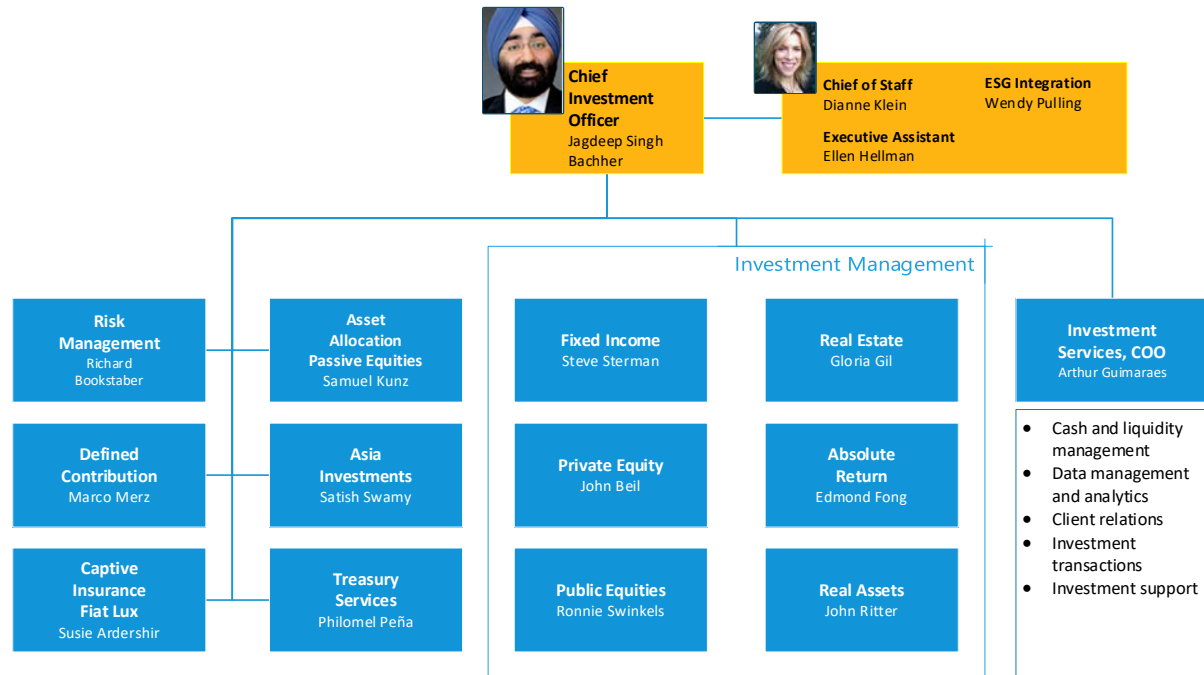 Chief
Investment
Officer
Jagdeep Singh
Bachher
Chief of Staff
Dianne Klein
Executive Assistant
Ellen Hellman
ESG Integration
Wendy Pulling
Investment Management
Risk
Management
Richard
Bookstaber
Asset
Allocation
Passive Equities
Samuel Kunz
Fixed Income
Steve Sterman
Real Estate
Gloria Gil
Investment
Services, COO
Arthur Guimaraes
Defined
Contribution
Marco Merz
Asia
Investments
Satish Swamy
Private Equity
John Beil
Absolute
Return
Edmond Fong
• Cash and liquidity
management
• Data management
and analytics
• Client relations
• Investment
transactions
• Investment support
Captive
Insurance
Fiat Lux
Susie Ardershir
Treasury
Services
Philomel Peña
Public Equities
Ronnie Swinkels
Real Assets
John Ritter